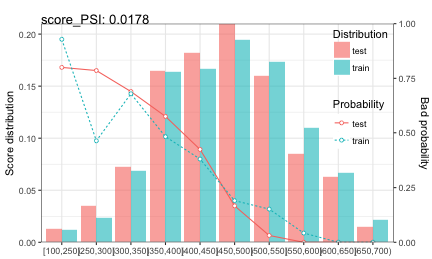 score_PSI: 0.0178
Score distribution
0.20
0.15
0.10
0.05
0.00
1.00
0.75
0.50
0.25
0.00
Bad probability
Distribution
test
train
Probability
test
train
[100,250)[250,300)[300,350)[350,400)[400,450)[450,500)[500,550)[550,600)[600,650)[650,700)